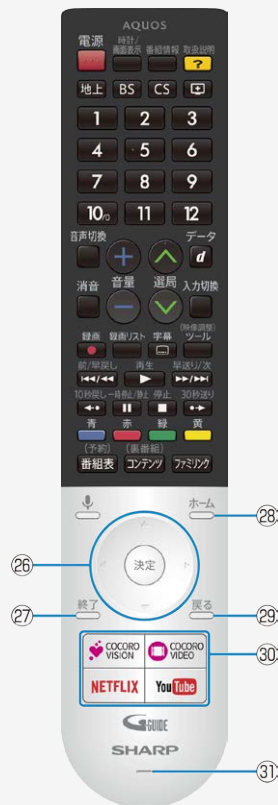 AQUOS
電源 時計/画面表示 番組情報 取扱説明
?
地上 BS CS
1 2 3
4 5 6
7 8 9
10/0 11 12
音声切換 データ
音量 選局 d
消音 入力切換
(映像調整)
録画 録画リスト 字幕 ツール
前/早戻し 再生 早送り/次
10秒戻し 一時停止/静止 停止 30秒送り
青 赤 緑 黄
(予約) (裏番組)
番組表 コンテンツ ファミリンク
ホーム
㉘
㉖ 決定
終了 戻る
㉗ ㉙
COCORO VISION COCORO VIDEO
㉚
NETFLIX YouTube
G GUIDE
SHARP
㉛